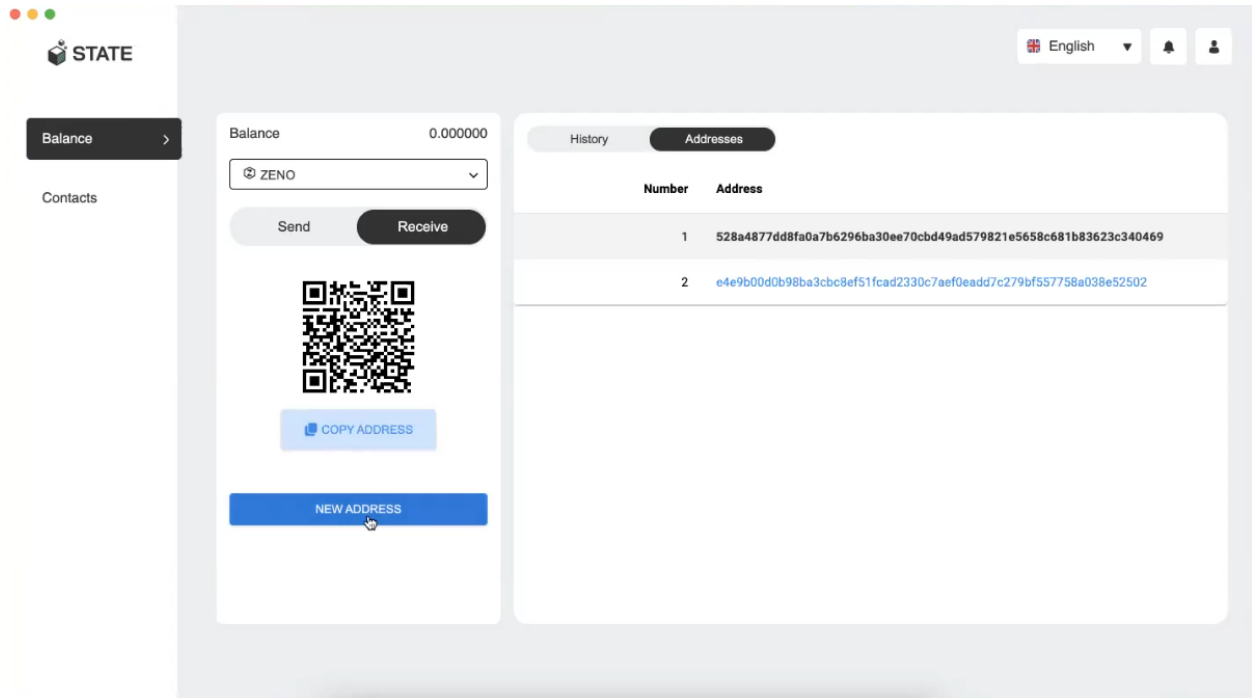 STATE
English
Balance
Contacts
Balance 0.000000
ZENO
Send Receive
COPY ADDRESS
NEW ADDRESS
History Addresses
Number Address
1 528a4877dd8fa0a7b6296ba30ee70cbd49ad579821e5658c681b83623c340469
2 e4e9b00d0b98ba3cbc8ef51fcad2330c7aef0eadd7c279bf557758a038e52502